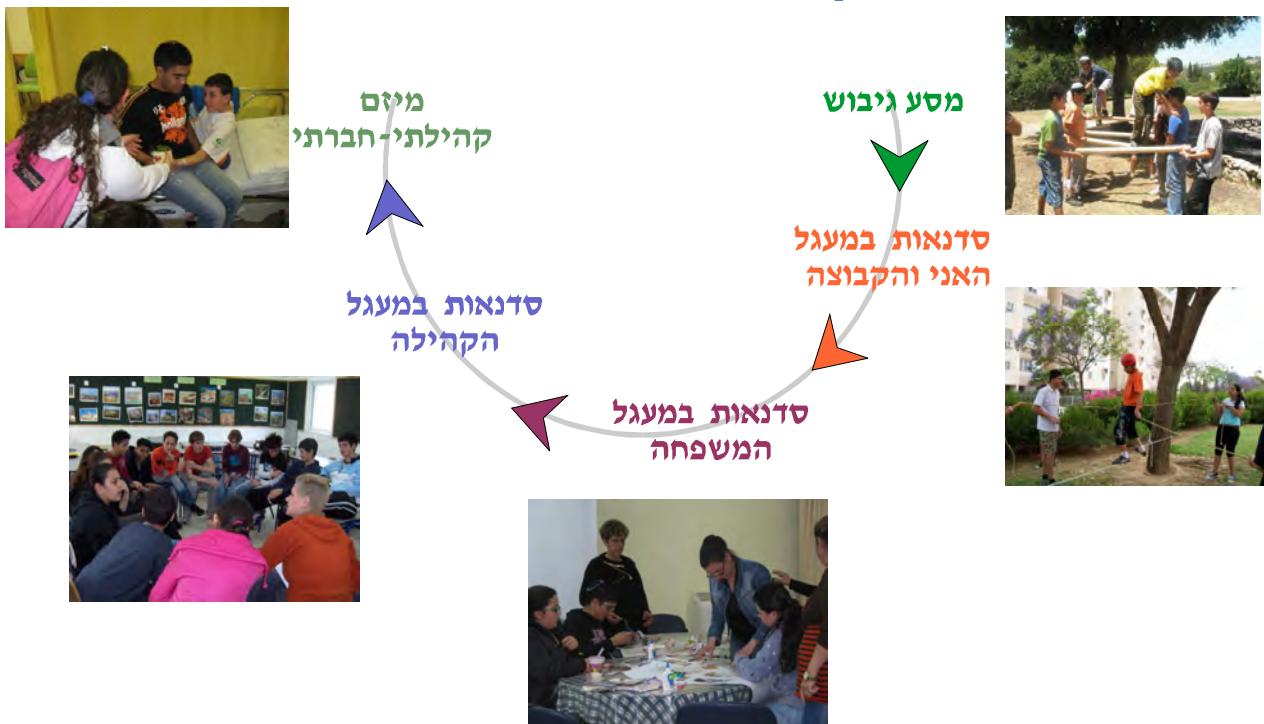 מסע גיבוש
סדנאות במעגל
האני והקבוצה
סדנאות במעגל
המשפחה
סדנאות במעגל
הקהילה
מיזם
קהילתי-חברתי